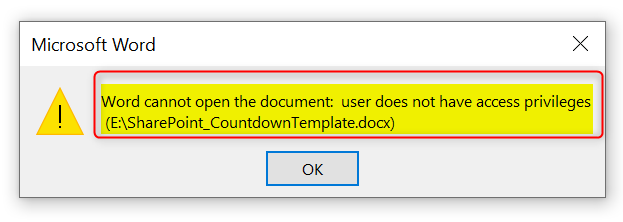 Microsoft Word
Word cannot open the document:  user does not have access privileges
(E:\SharePoint_CountdownTemplate.docx)
OK